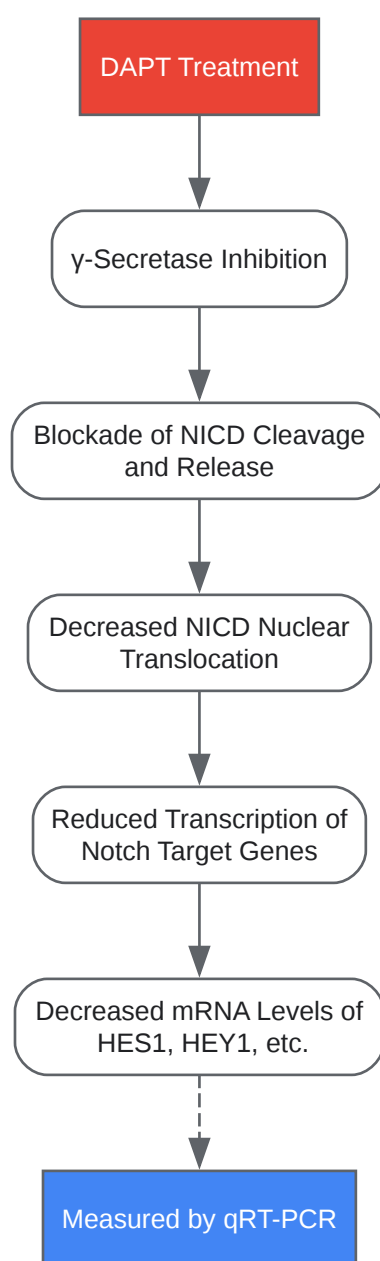 DAPT Treatment
γ-Secretase Inhibition
Blockade of NICD Cleavage
and Release
Decreased NICD Nuclear
Translocation
Reduced Transcription of
Notch Target Genes
Decreased mRNA Levels of
HES1, HEY1, etc.
Measured by qRT-PCR